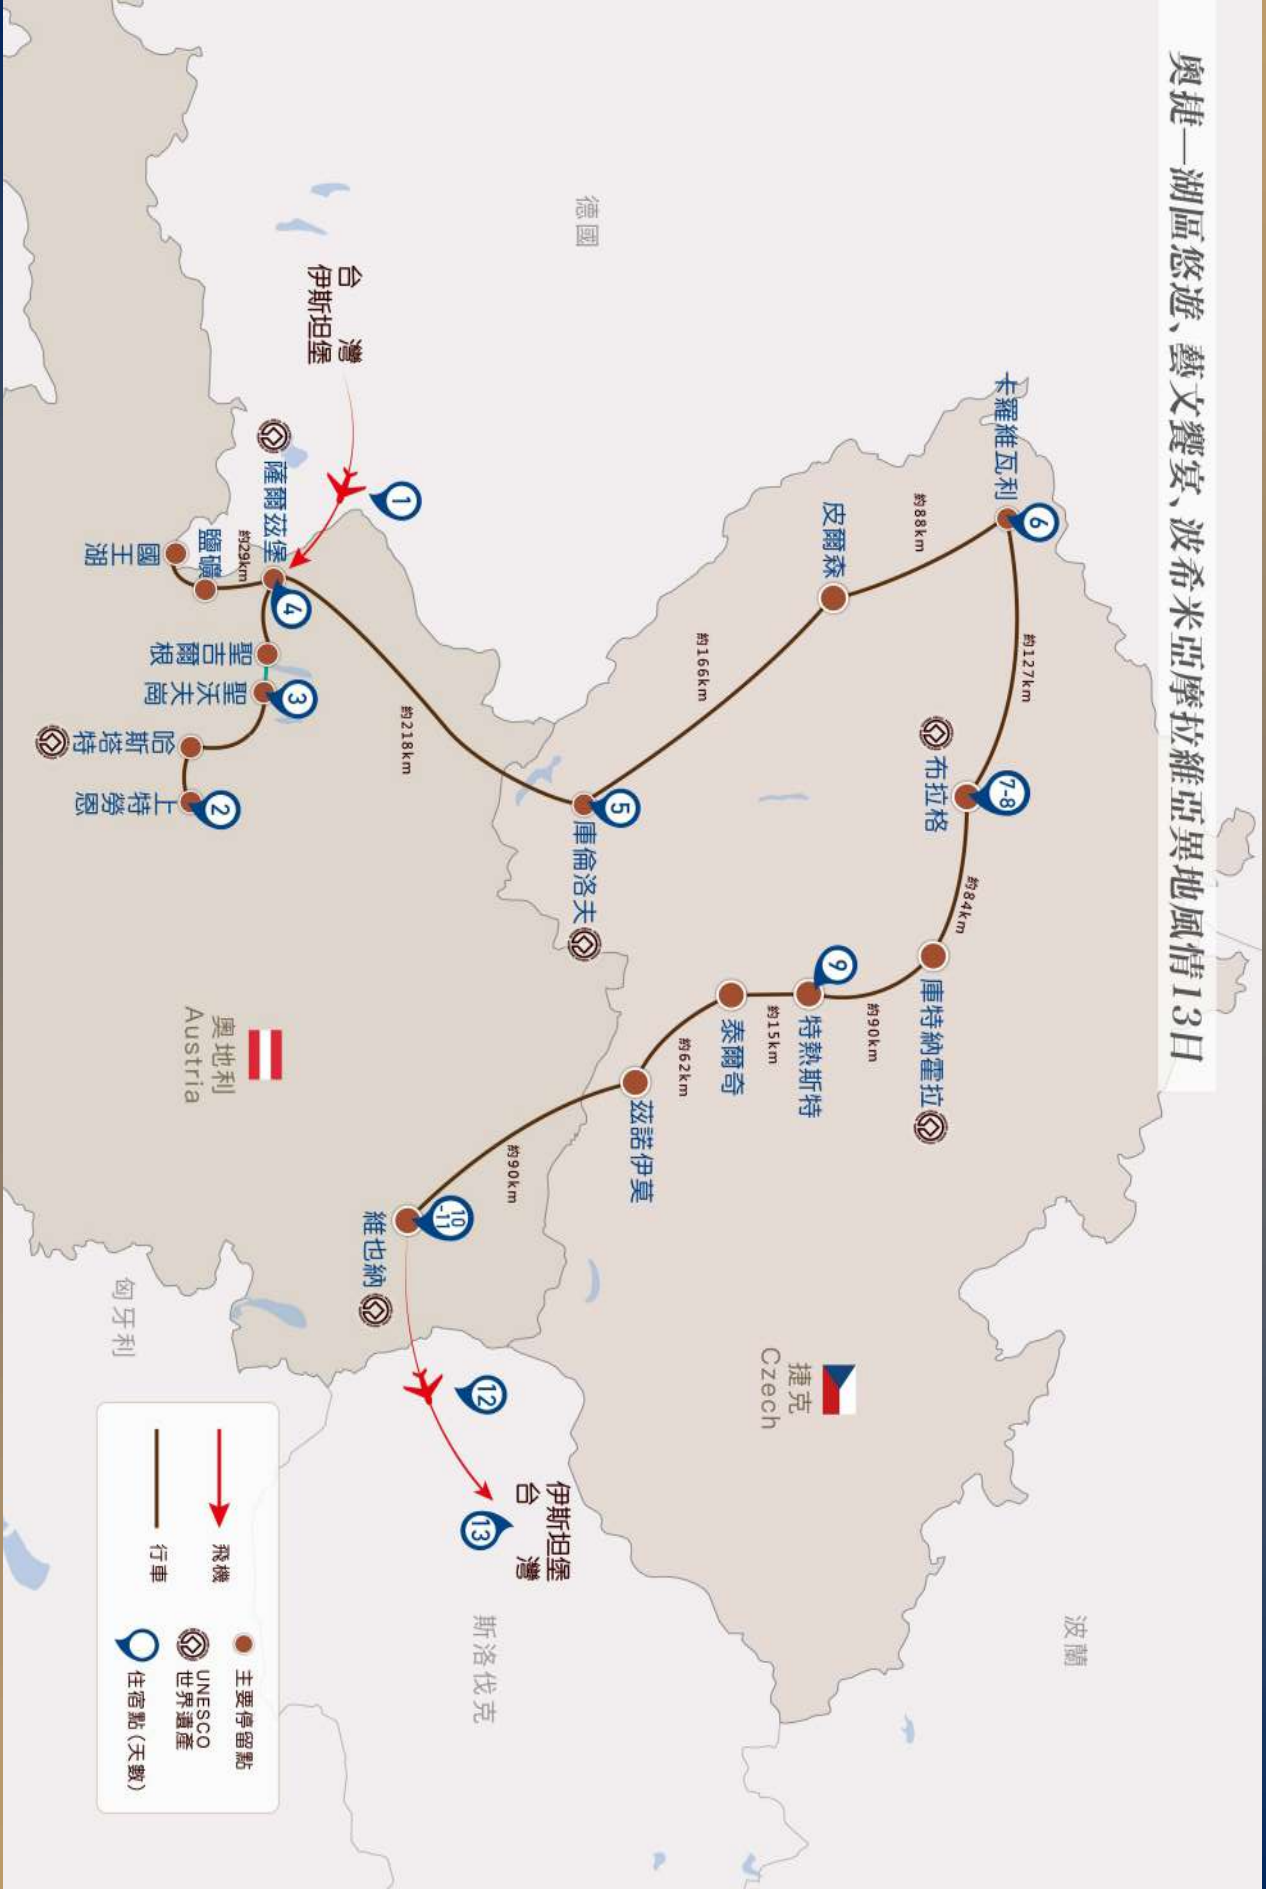 奧捷—湖區悠遊、藝文饗宴、波希米亞摩拉維亞異地風情13日
德國
波蘭
卡羅維瓦利
6
約88km
約127km
皮爾森
約166km
布拉格
7-8
約84km
庫特納霍拉
約90km
9
特熱斯特
約15km
泰爾奇
約62km
茲諾伊莫
約90km
5
庫倫洛夫
約218km
台灣
伊斯坦堡
1
薩爾茲堡
4
約29km
鹽礦
國王湖
聖吉爾根
聖沃夫崗
3
哈斯塔特
上特勞恩
2
奧地利
Austria
捷克
Czech
10
-11
維也納
12
伊斯坦堡
台灣
13
匈牙利
斯洛伐克
飛機
行車
主要停留點
UNESCO
世界遺產
住宿點(天數)